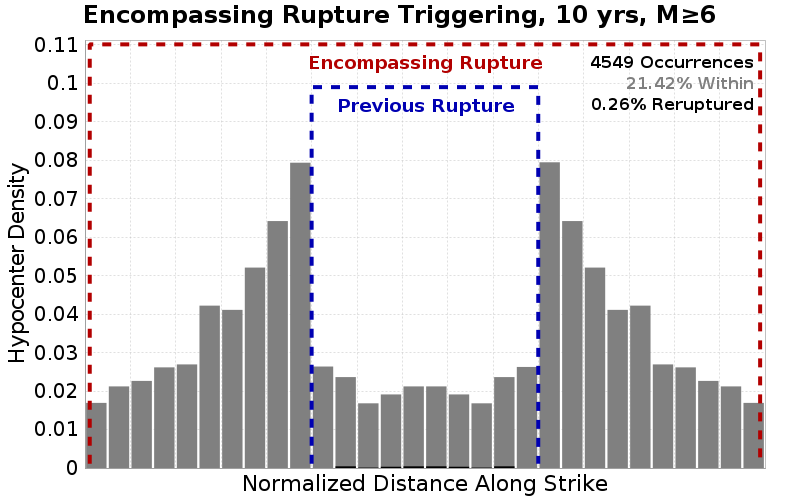 Encompassing Rupture Triggering, 10 yrs, M≥6
0.11
0.1
0.09
0.08
0.07
0.06
0.05
0.04
0.03
0.02
0.01
0
Hypocenter Density
Encompassing Rupture
Previous Rupture
4549 Occurrences
21.42% Within
0.26% Reruptured
Normalized Distance Along Strike